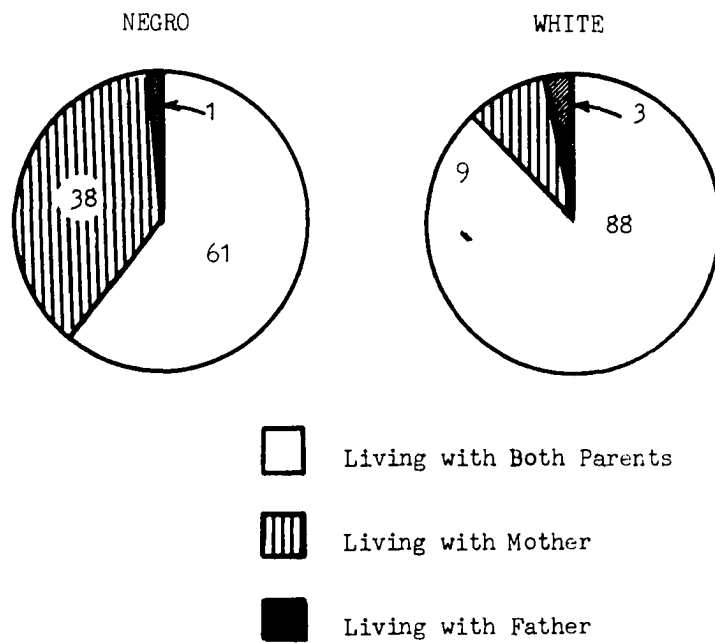 NEGRO WHITE
1 3
38 9
61 88
Living with Both Parents
Living with Mother
Living with Father